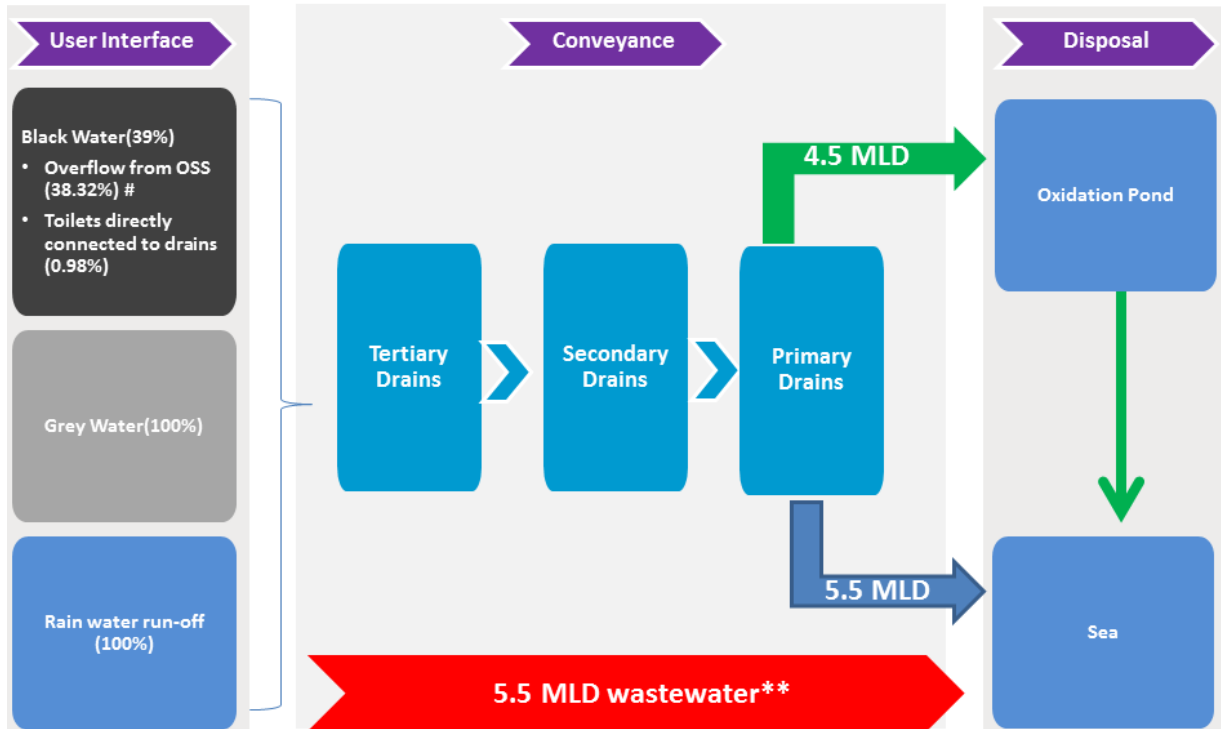 User Interface
Conveyance
Disposal
Black Water(39%)
• Overflow from OSS
(38.32%) #
• Toilets directly
connected to drains
(0.98%)
Grey Water(100%)
Rain water run-off
(100%)
Tertiary
Drains
Secondary
Drains
Primary
Drains
4.5 MLD
5.5 MLD
5.5 MLD wastewater**
Oxidation Pond
Sea